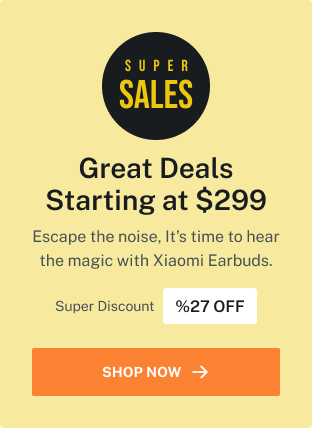 SUPER
SALES
Great Deals
Starting at $299
Escape the noise, It’s time to hear
the magic with Xiaomi Earbuds.
Super Discount %27 OFF
SHOP NOW →